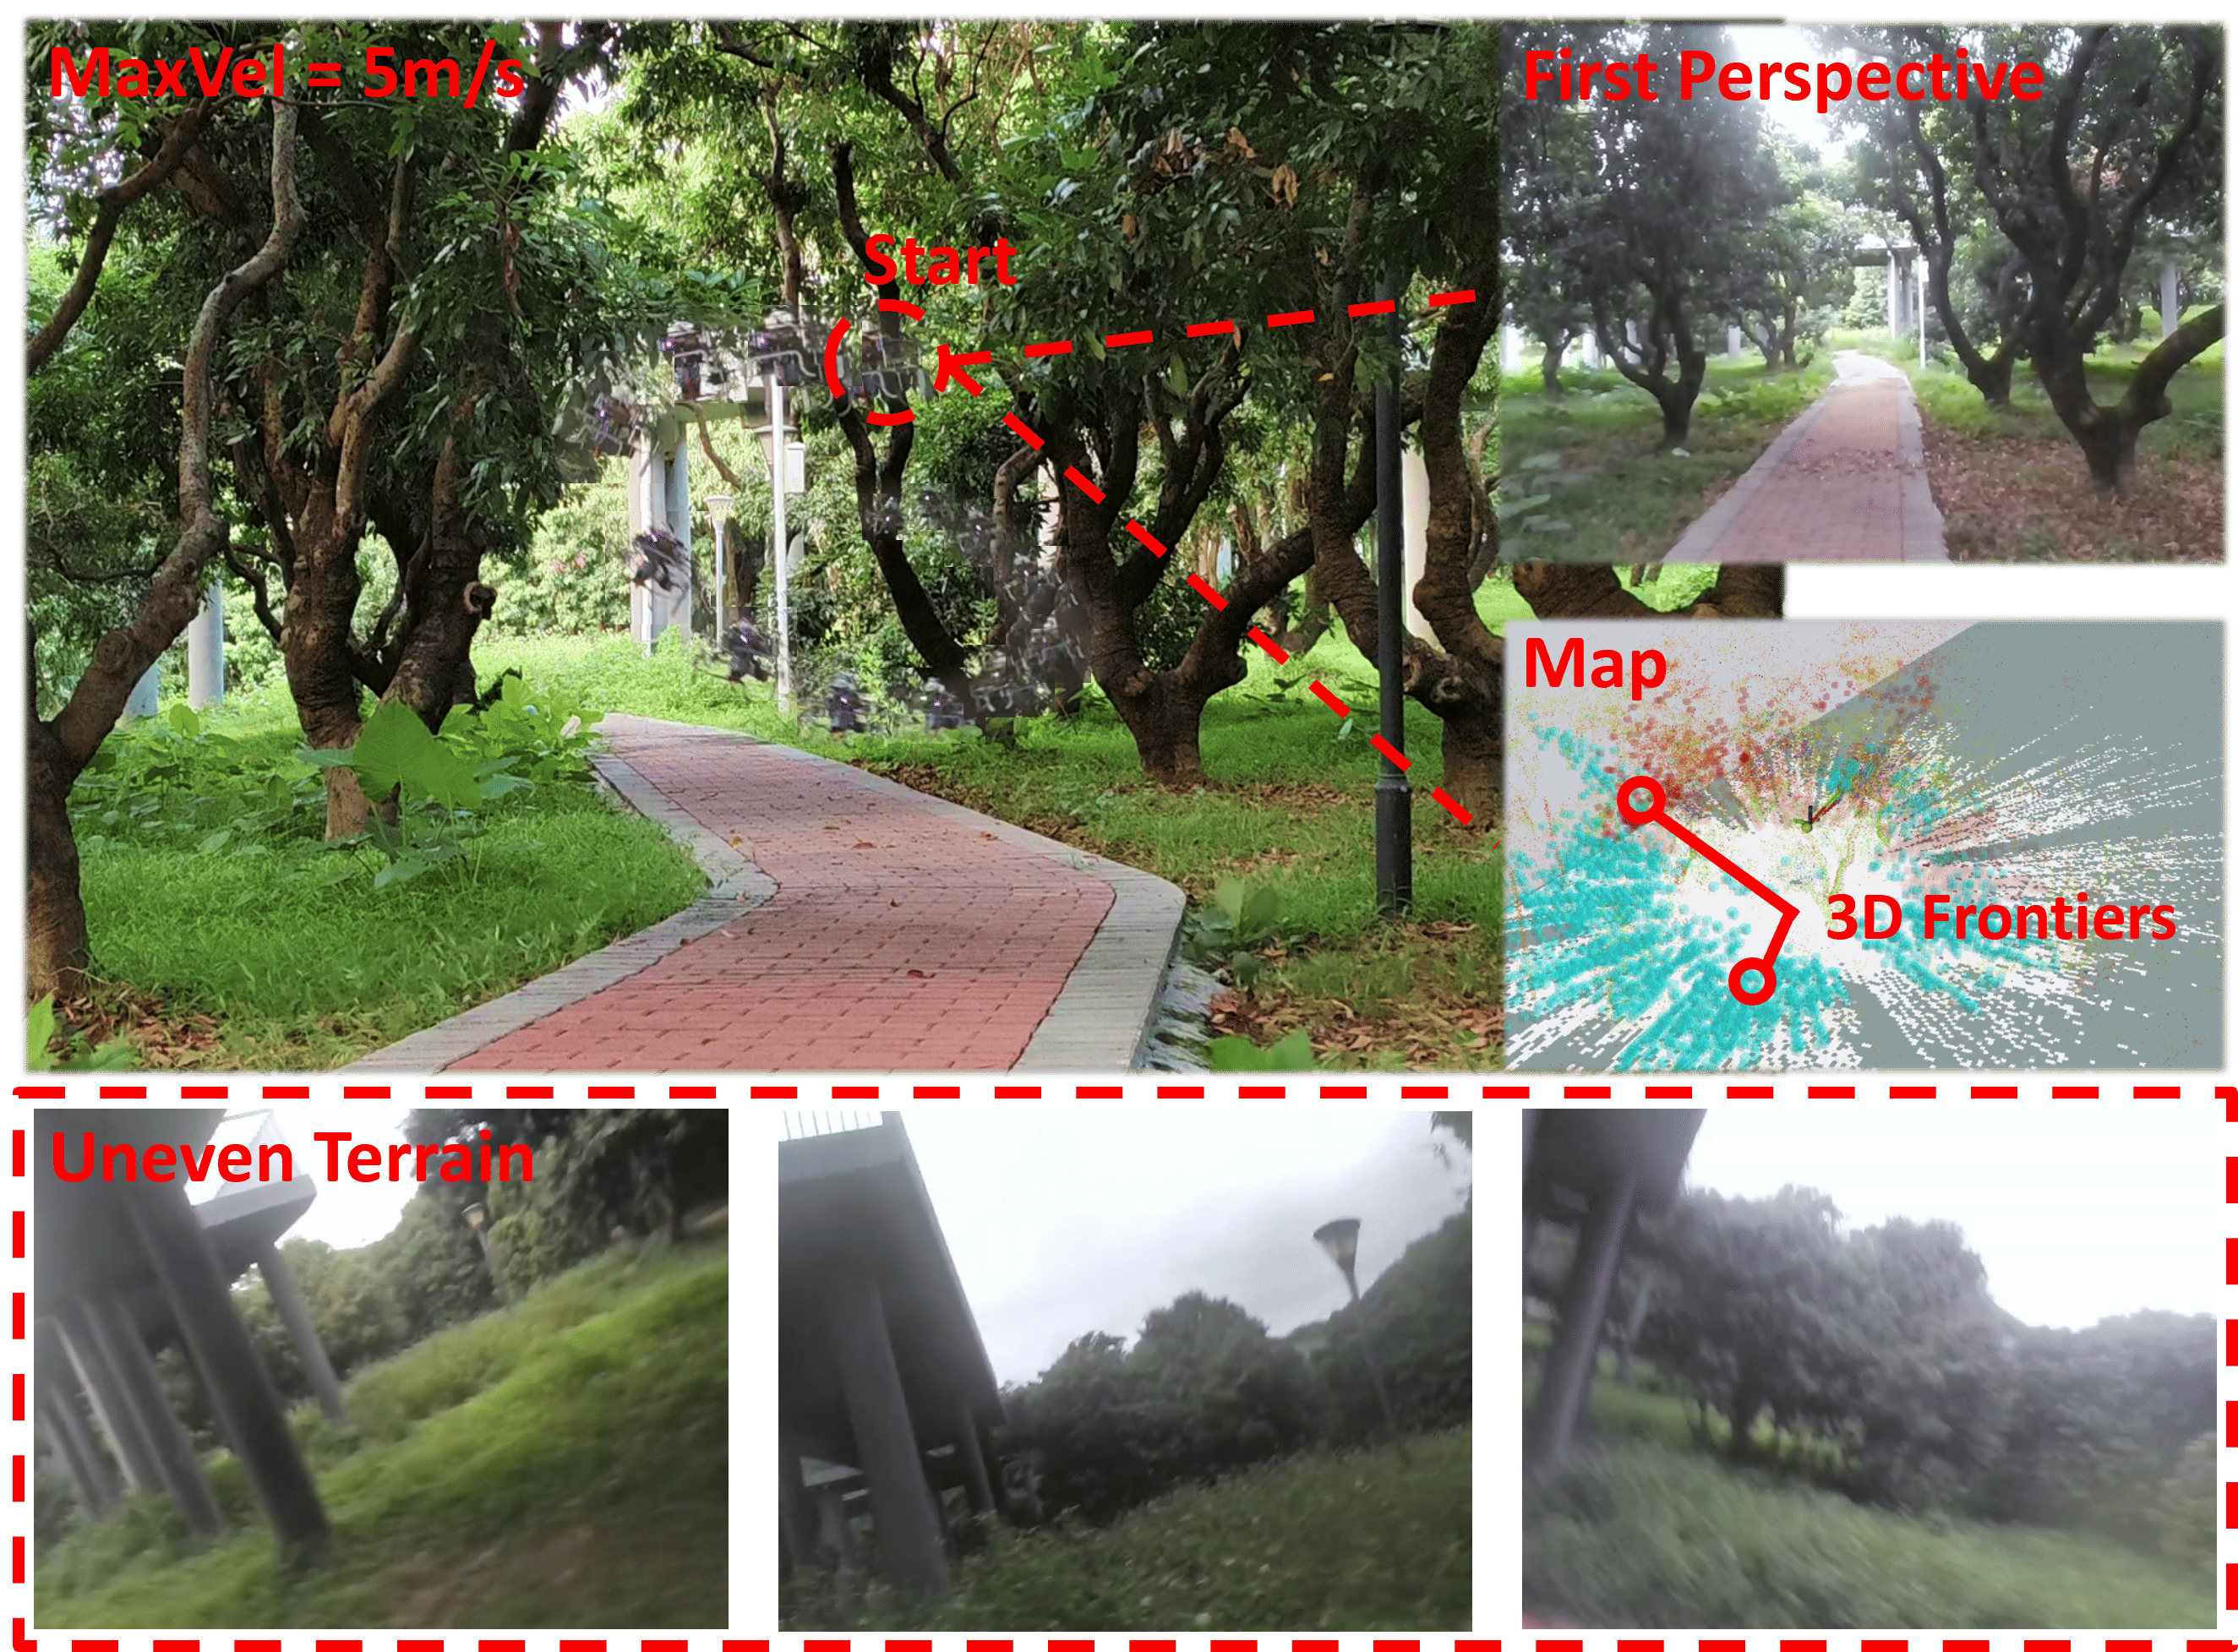 MaxVel = 5m/s
First Perspective
Start
Map
3D Frontiers
Uneven Terrain